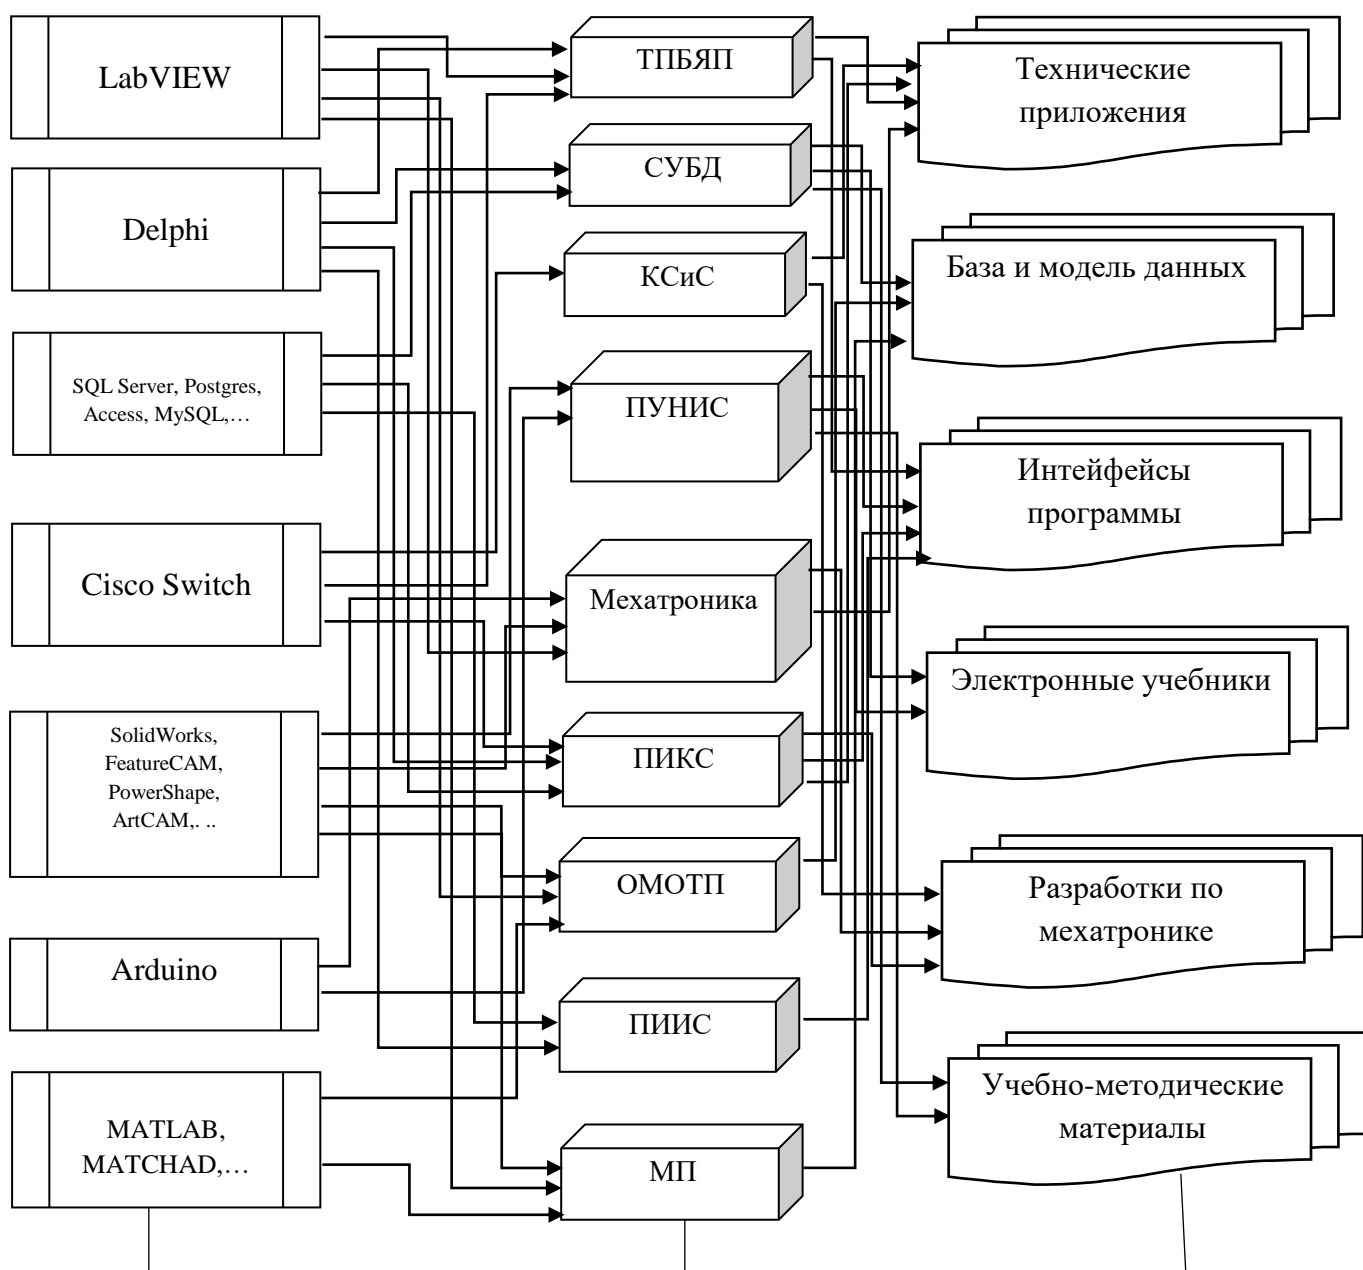 LabVIEW
Delphi
SQL Server, Postgres,
Access, MySQL,…
Cisco Switch
SolidWorks,
FeatureCAM,
PowerShape,
ArtCAM,. ..
Arduino
MATLAB,
MATCHAD,…
ТПБЯП
СУБД
КСиС
ПУНИС
Мехатроника
ПИКС
ОМОТП
ПИИС
МП
Технические
приложения
База и модель данных
Интейфейсы
программы
Электронные учебники
Разработки по
мехатронике
Учебно-методические
материалы